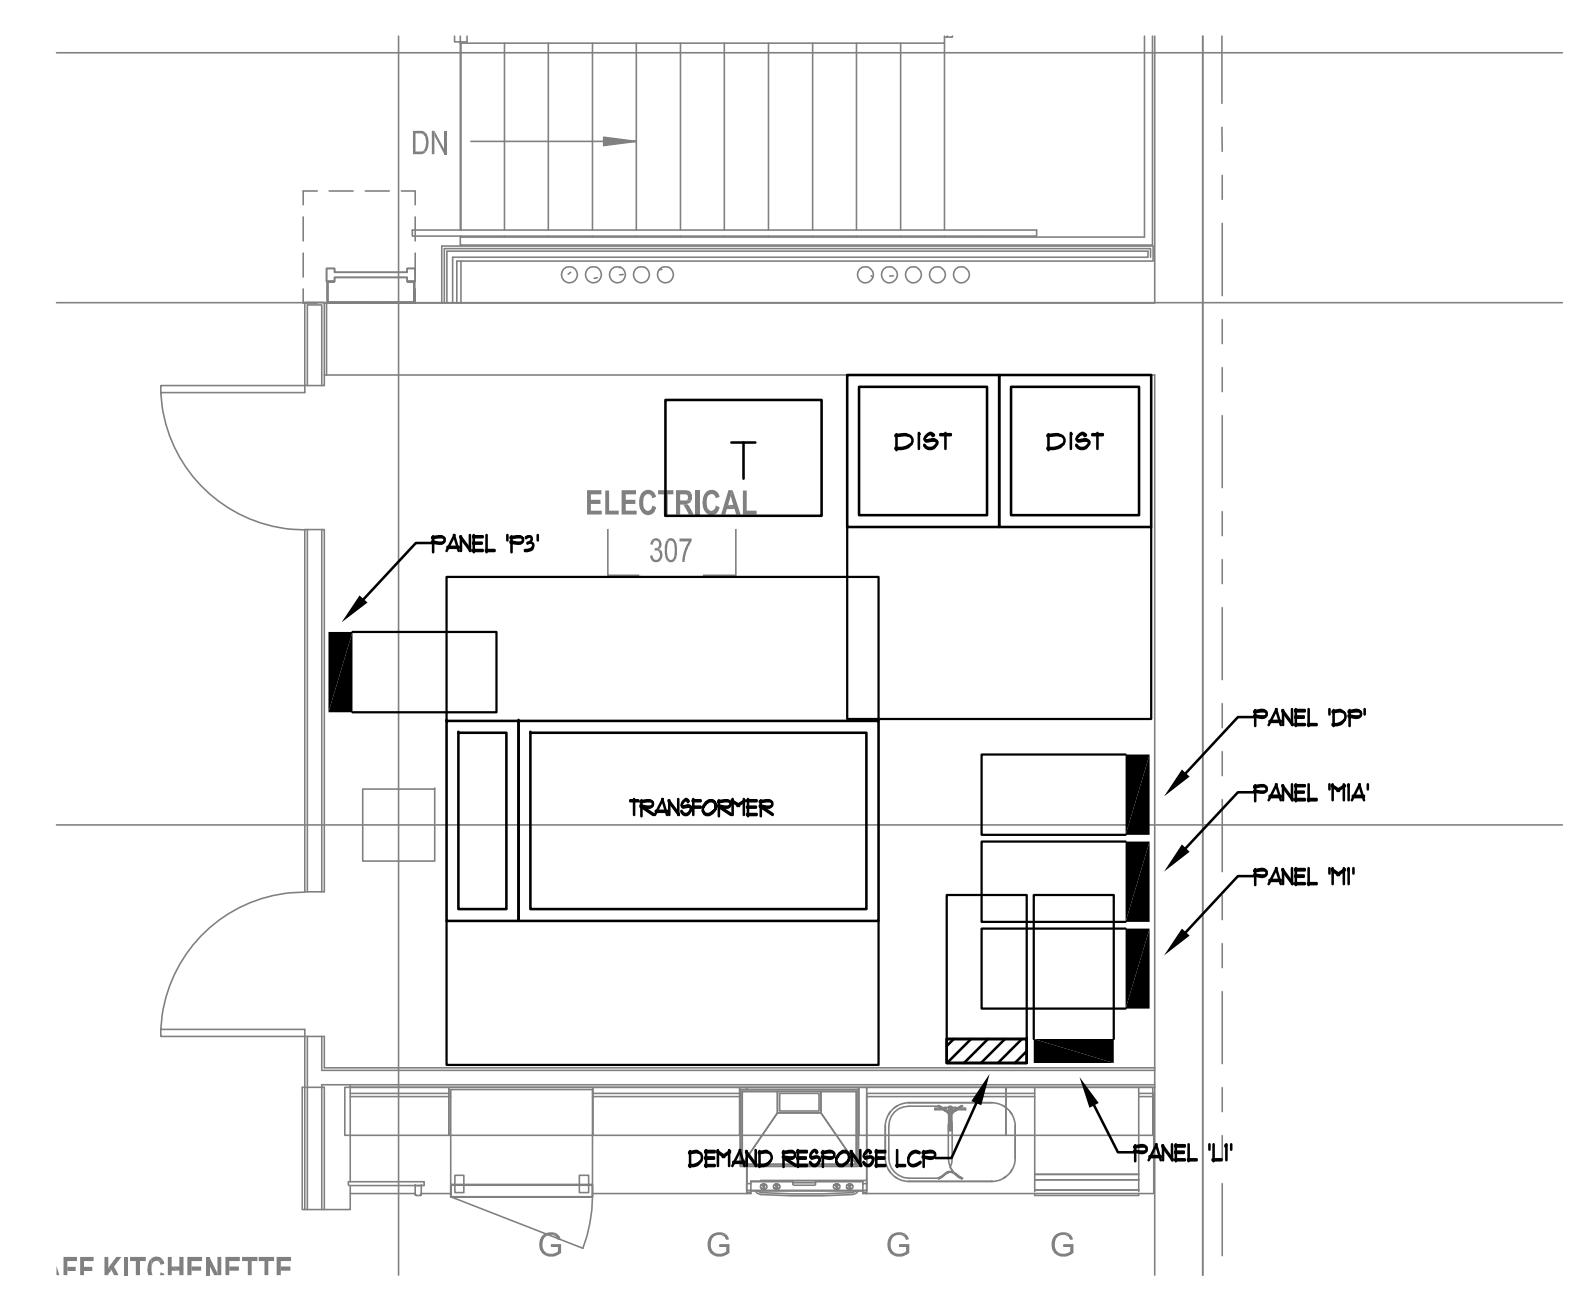 DN
DIST
DIST
T
ELECTRICAL
307
PANEL 'P3'
PANEL 'DP'
TRANSFORMER
PANEL 'M1A'
PANEL 'M1'
DEMAND RESPONSE LCP
PANEL 'L1'
G
G
G
G
KITCHENETTE